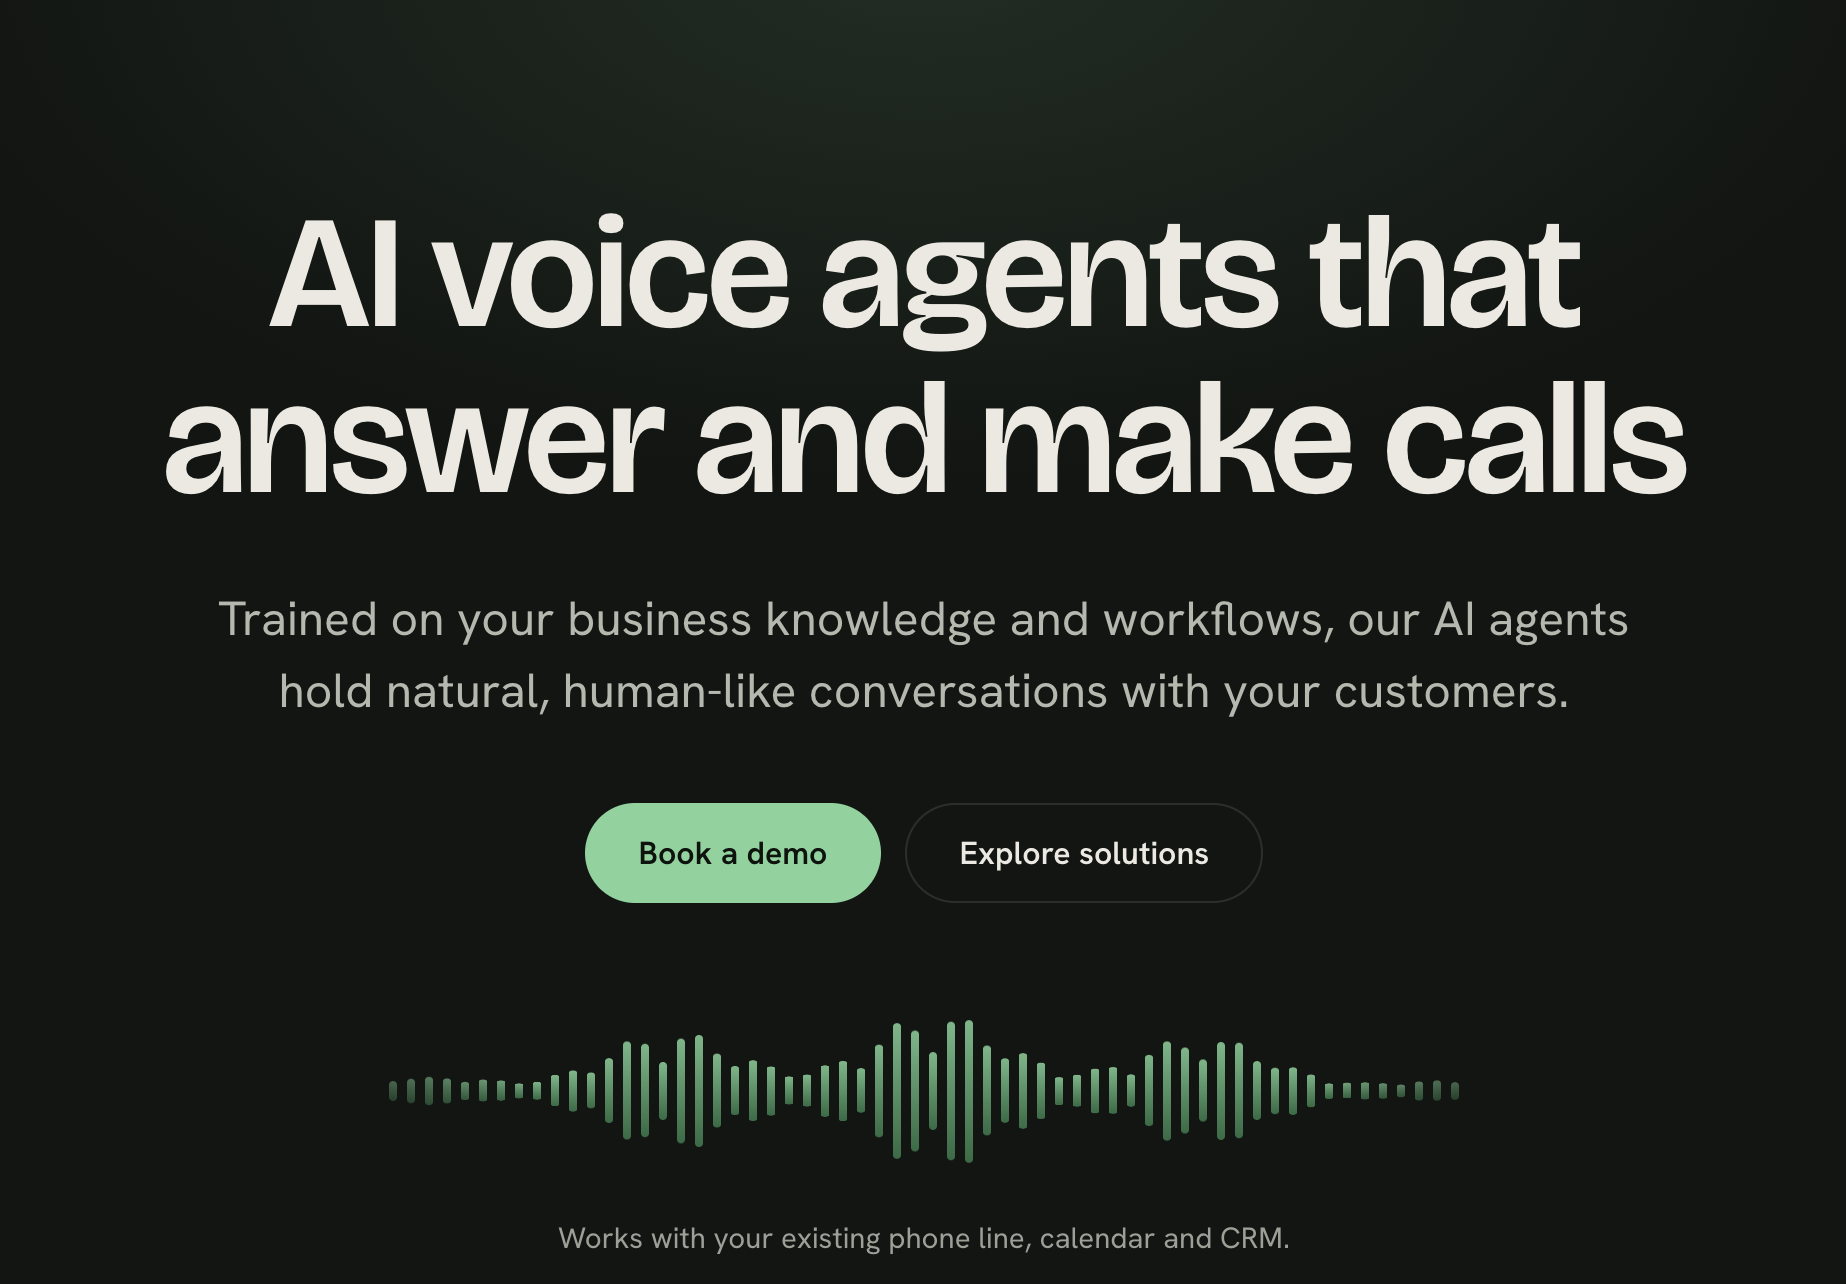 AI voice agents that
answer and make calls
Trained on your business knowledge and workflows, our AI agents
hold natural, human-like conversations with your customers.
Book a demo
Explore solutions
Works with your existing phone line, calendar and CRM.